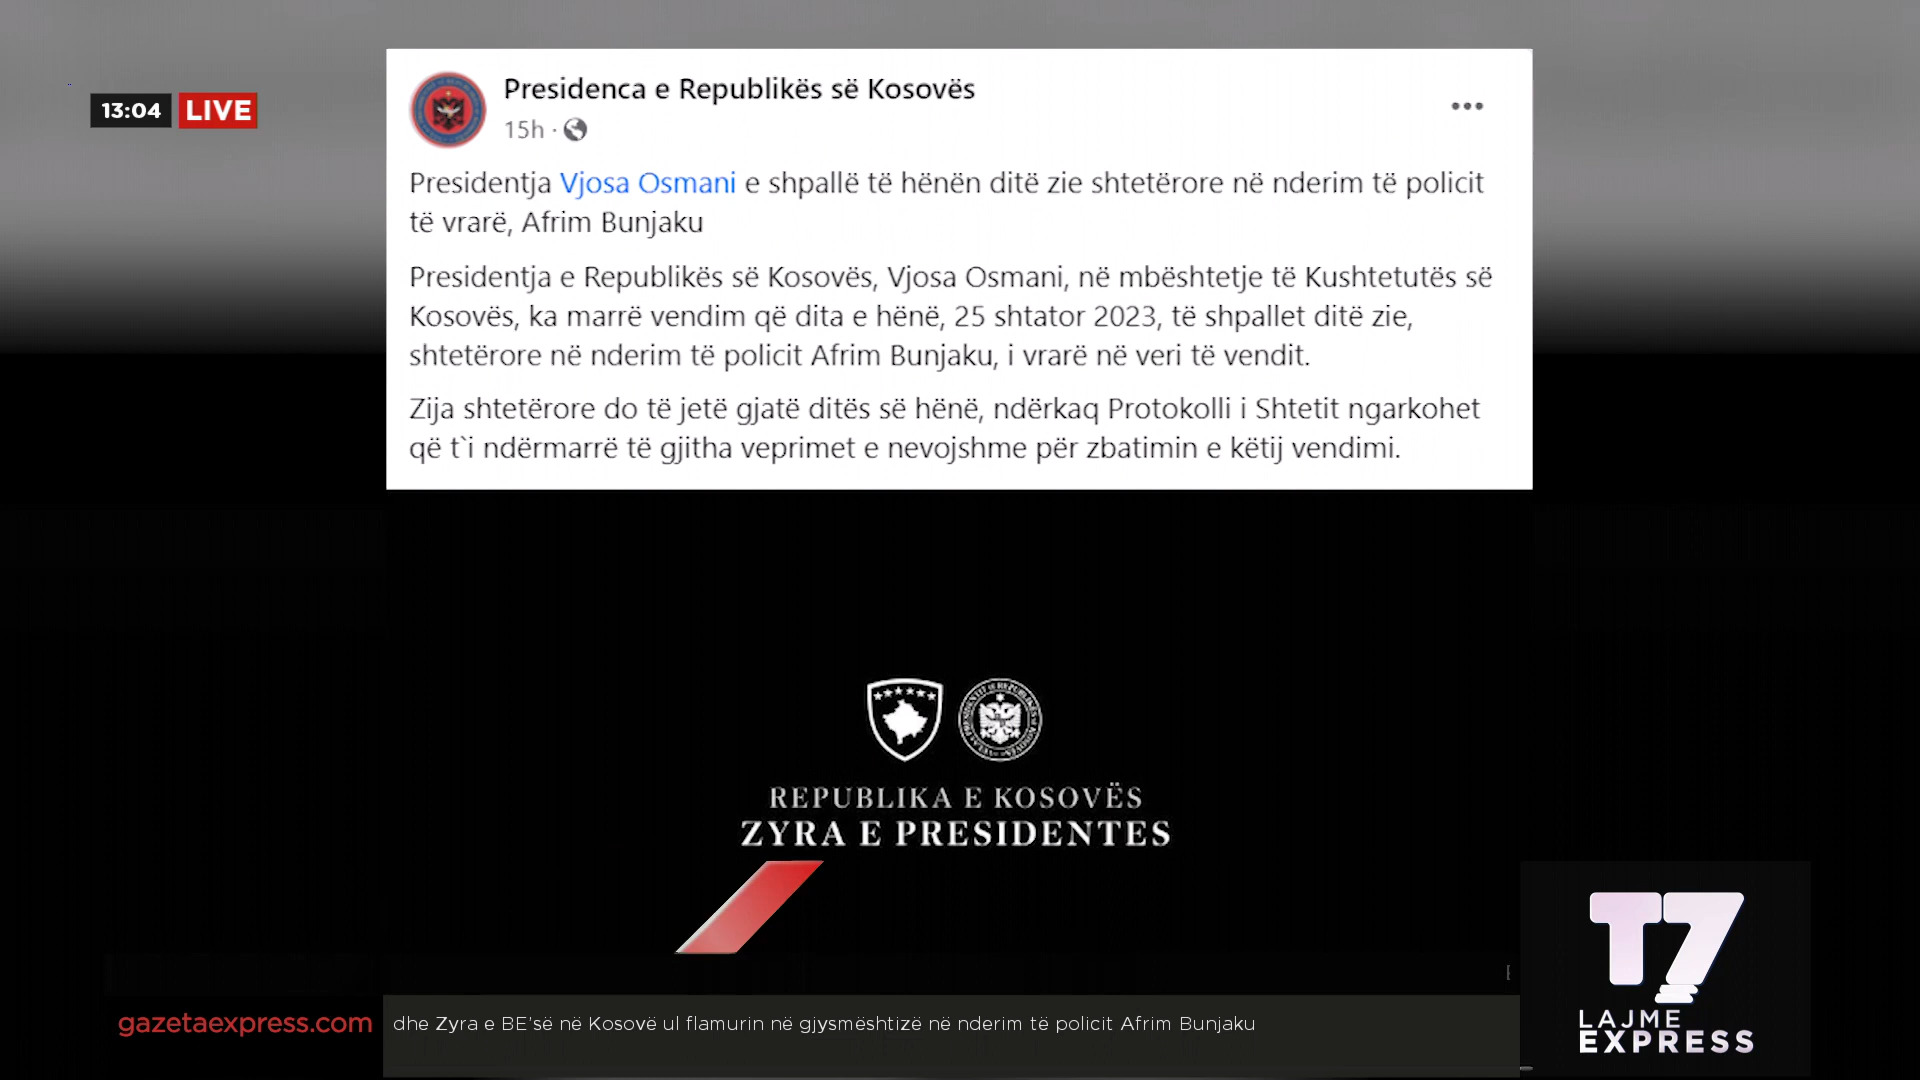 13:04 LIVE
Presidenca e Republikës së Kosovës
15h ·
Presidentja Vjosa Osmani e shpallë të hënën ditë zie shtetërore në nderim të policit
të vrarë, Afrim Bunjaku
Presidentja e Republikës së Kosovës, Vjosa Osmani, në mbështetje të Kushtetutës së
Kosovës, ka marrë vendim që dita e hënë, 25 shtator 2023, të shpallet ditë zie,
shtetërore në nderim të policit Afrim Bunjaku, i vrarë në veri të vendit.
Zija shtetërore do të jetë gjatë ditës së hënë, ndërkaq Protokolli i Shtetit ngarkohet
që t`i ndërmarrë të gjitha veprimet e nevojshme për zbatimin e këtij vendimi.
REPUBLIKA E KOSOVËS
ZYRA E PRESIDENTES
gazetaexpress.com
dhe Zyra e BE'së në Kosovë ul flamurin në gjysmështizë në nderim të policit Afrim Bunjaku
T7
LAJME
EXPRESS